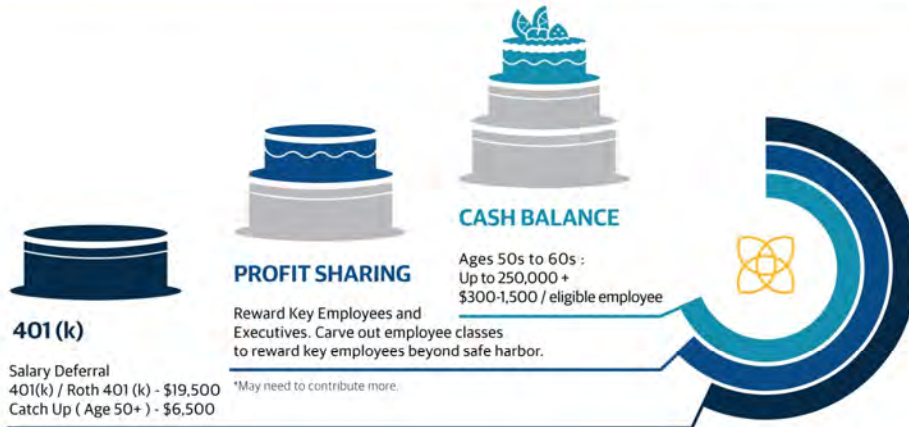 CASH BALANCE
Ages 50s to 60s :
Up to 250,000 +
$300-1,500 / eligible employee
PROFIT SHARING
Reward Key Employees and
Executives. Carve out employee classes
to reward key employees beyond safe harbor.
*May need to contribute more.
401 (k)
Salary Deferral
401(k) / Roth 401 (k) - $19,500
Catch Up ( Age 50+ ) - $6,500